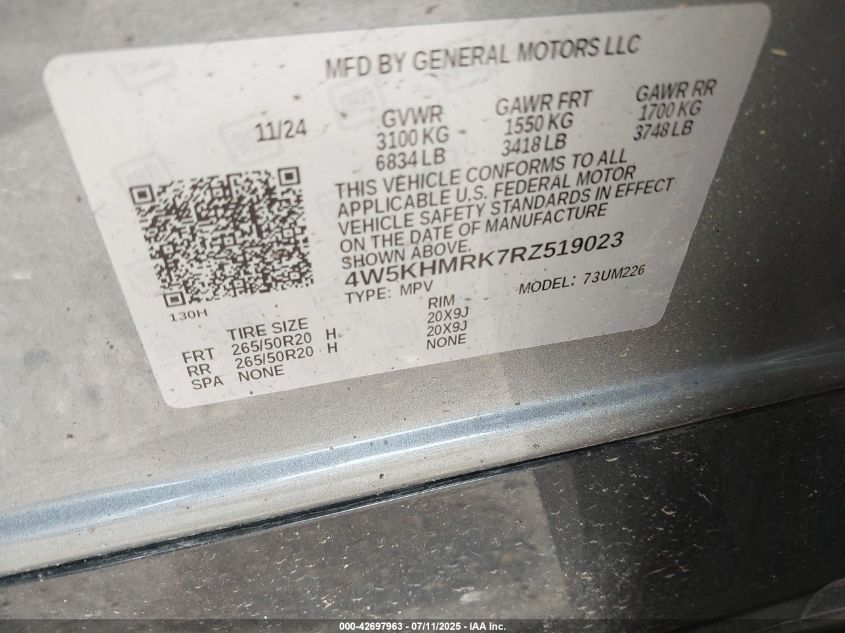 MFD BY GENERAL MOTORS LLC
11/24
GVWR
3100 KG
6834 LB
GAWR FRT
1550 KG
3418 LB
GAWR RR
1700 KG
3748 LB
THIS VEHICLE CONFORMS TO ALL
APPLICABLE U.S. FEDERAL MOTOR
VEHICLE SAFETY STANDARDS IN EFFECT
ON THE DATE OF MANUFACTURE
SHOWN ABOVE.
4W5KHMRK7RZ519023
TYPE: MPV
MODEL: 73UM226
130H
TIRE SIZE
RIM
FRT 265/50R20 H 20X9J
RR 265/50R20 H 20X9J
SPA NONE NONE
000-42697963 - 07/11/2025 - IAA Inc.